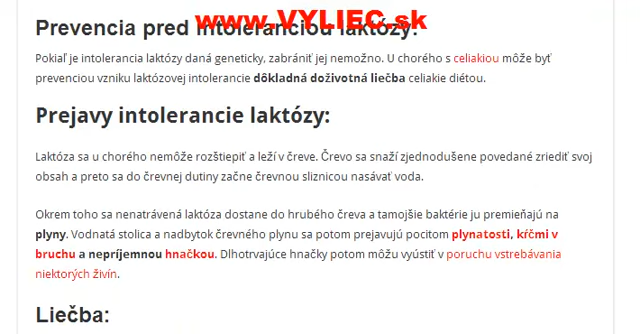 www.VYLIEC.sk
Prevencia pred intoleranciou laktózy:
Pokiaľ je intolerancia laktózy daná geneticky, zabrániť jej nemožno. U chorého s celiakiou môže byť
prevenciou vzniku laktózovej intolerancie dôkladná doživotná liečba celiakie diétou.
Prejavy intolerancie laktózy:
Laktóza sa u chorého nemôže rozštiepiť a leží v čreve. Črevo sa snaží zjednodušene povedané zriediť svoj
obsah a preto sa do črevnej dutiny začne črevnou sliznicou nasávať voda.
Okrem toho sa nenatrávená laktóza dostane do hrubého čreva a tamojšie baktérie ju premieňajú na
plyny. Vodnatá stolica a nadbytok črevného plynu sa potom prejavujú pocitom plynatosti, kŕčmi v
bruchu a nepríjemnou hnačkou. Dlhotrvajúce hnačky potom môžu vyústiť v poruchu vstrebávania
niektorých živín.
Liečba: